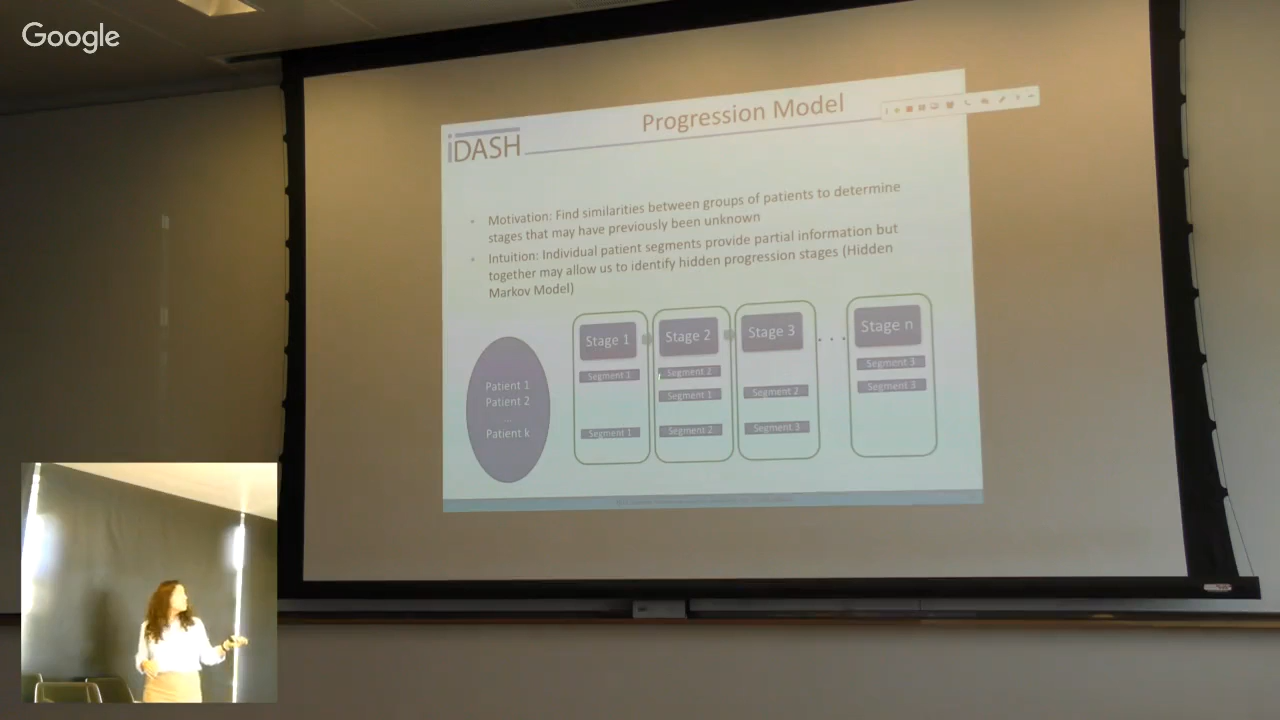 Google
Progression Model
iDASH
• Motivation: Find similarities between groups of patients to determine
stages that may have previously been unknown
• Intuition: Individual patient segments provide partial information but
together may allow us to identify hidden progression stages (Hidden
Markov Model)
Stage 1
Stage 2
Stage 3
. . .
Stage n
Patient 1
Patient 2
Patient k
Segment 1
Segment 2
Segment 3
Segment 1
Segment 2
Segment 3
Segment 1
Segment 2
Segment 3